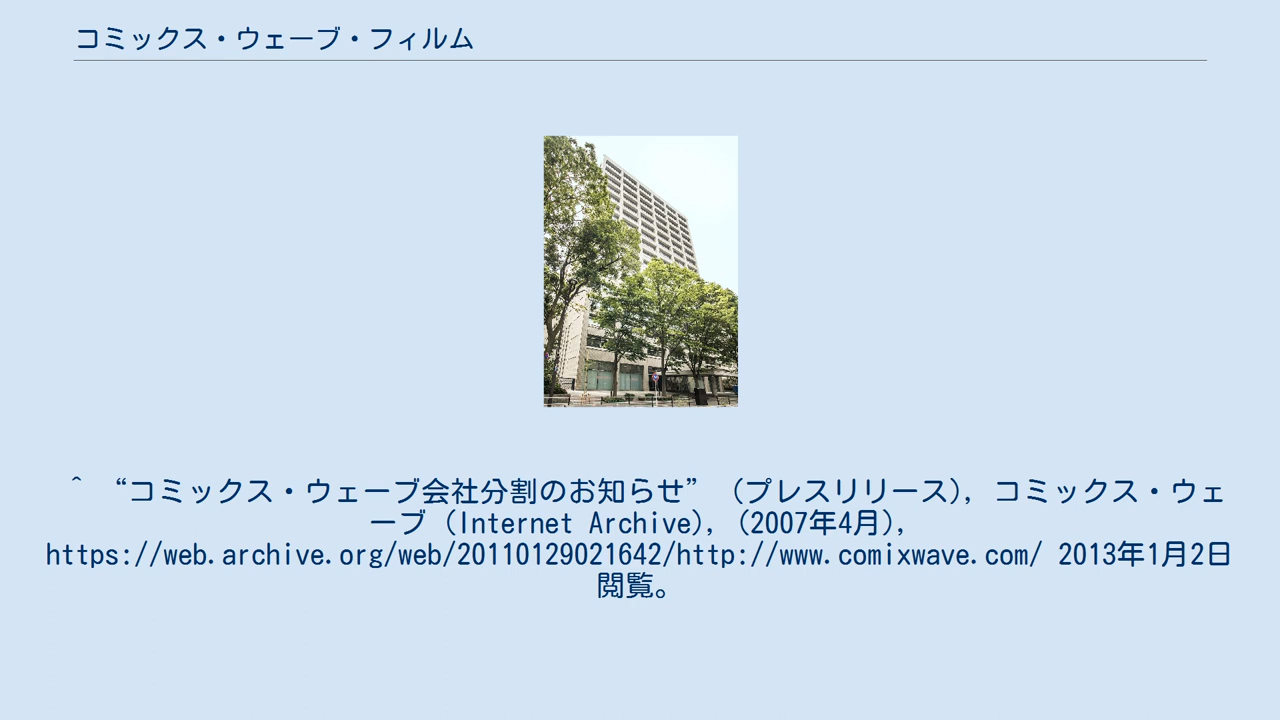 コミックス・ウェーブ・フィルム
^ “コミックス・ウェーブ会社分割のお知らせ” (プレスリリース), コミックス・ウェ
ーブ (Internet Archive), (2007年4月),
https://web.archive.org/web/20110129021642/http://www.comixwave.com/ 2013年1月2日
閲覧。